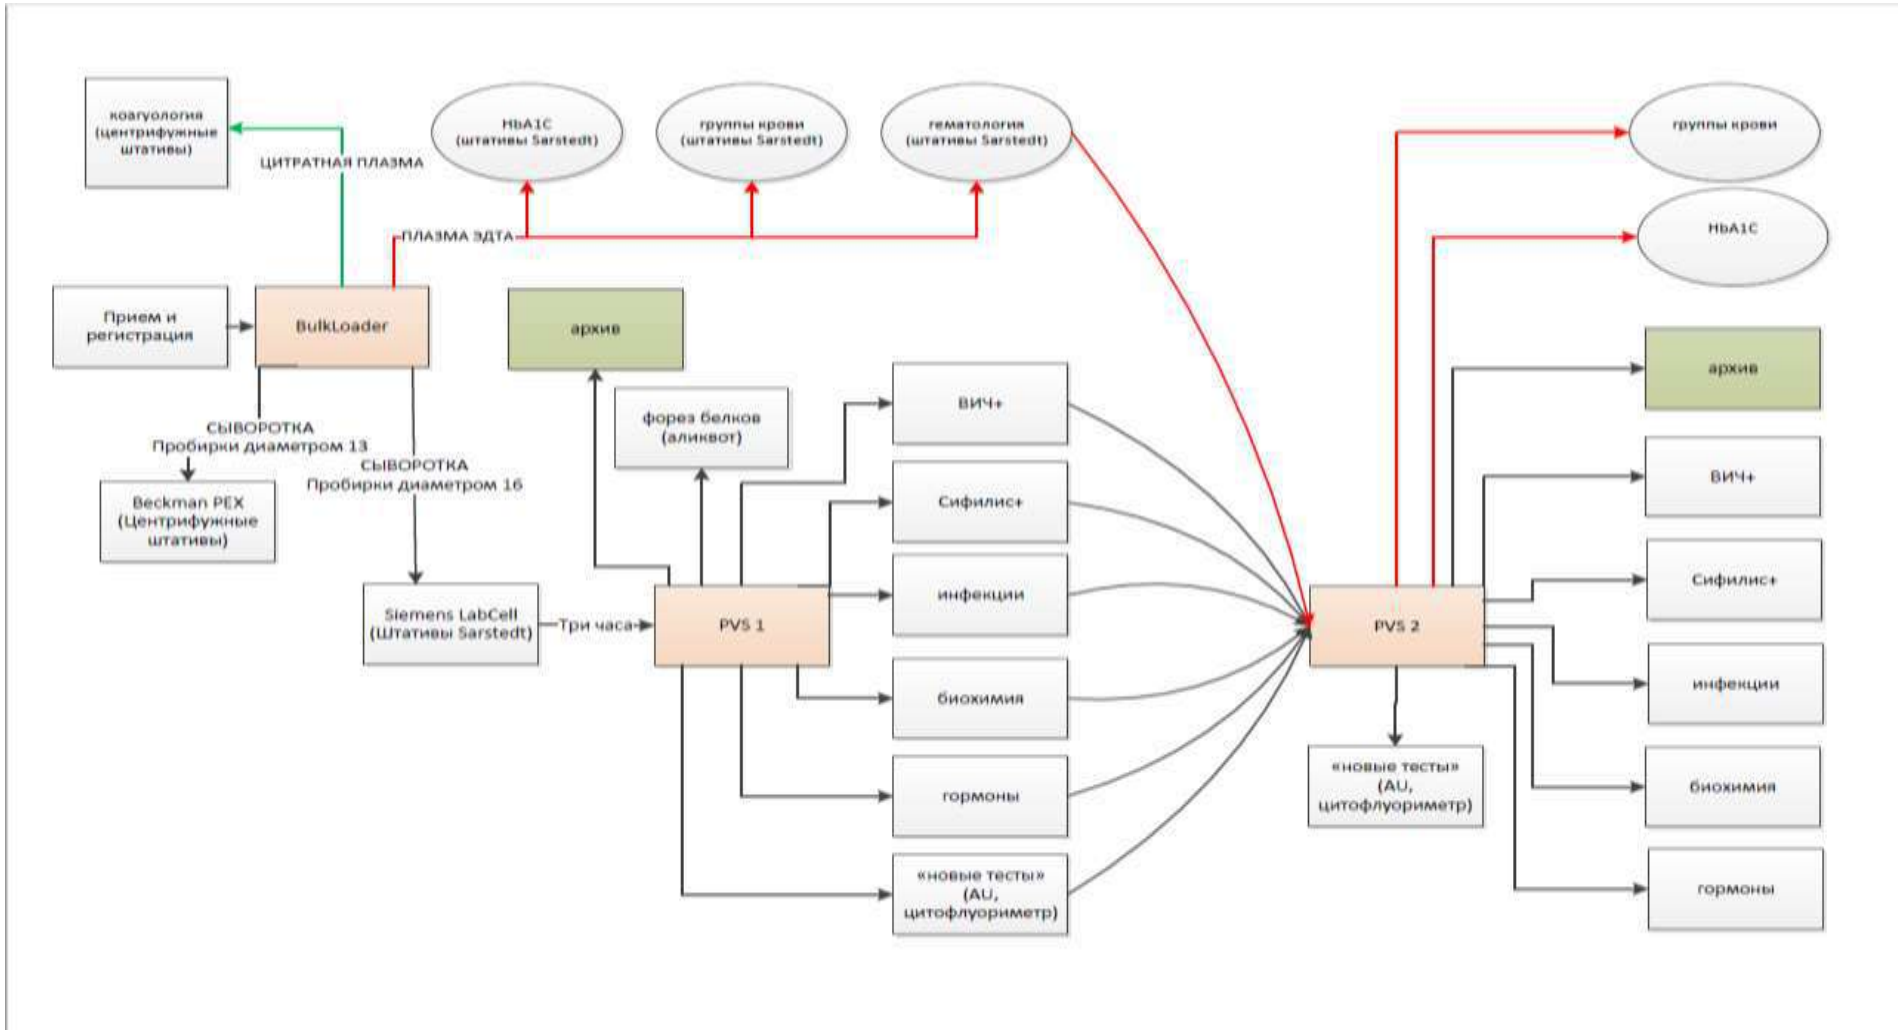 коагуология
(центрифужные
штативы)
ЦИТРАТНАЯ ПЛАЗМА
HbA1C
(штативы Sarstedt)
группы крови
(штативы Sarstedt)
гематология
(штативы Sarstedt)
группы крови
HbA1C
ПЛАЗМА ЭДТА
Прием и
регистрация
BulkLoader
архив
архив
форез белков
(аликвот)
ВИЧ+
ВИЧ+
СЫВОРОТКА
Пробирки диаметром 13
СЫВОРОТКА
Пробирки диаметром 16
Beckman PEX
(Центрифужные
штативы)
Сифилис+
Сифилис+
Siemens LabCell
(Штативы Sarstedt)
Три часа
PVS 1
инфекции
PVS 2
инфекции
биохимия
«новые тесты»
(AU,
цитофлуориметр)
биохимия
гормоны
«новые тесты»
(AU,
цитофлуориметр)
гормоны